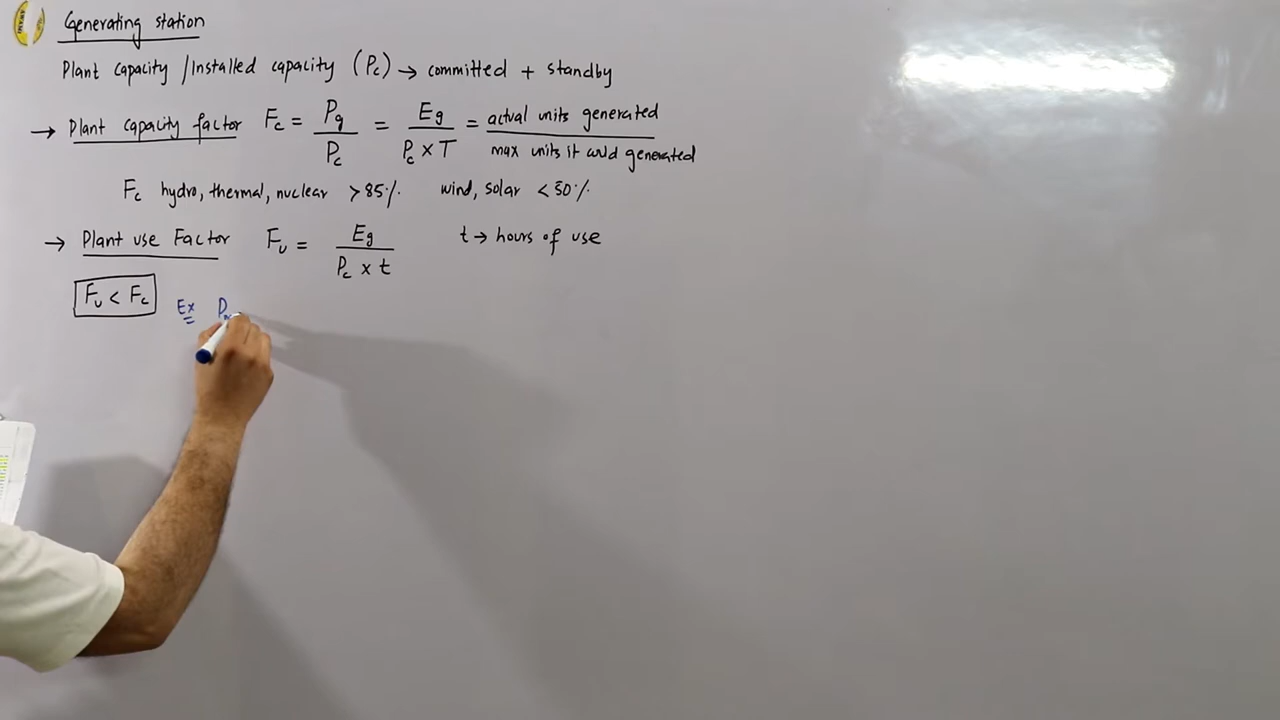 Generating station
Plant capacity / Installed capacity (Pc) → committed + standby
→ Plant capacity factor Fc = Pg / Pc = Eg / Pc × T = actual units generated / max units it could generated
Fc hydro, thermal, nuclear > 85% wind, solar < 50%
→ Plant use Factor Fu = Eg / Pc × t t → hours of use
Fu < Fc Ex